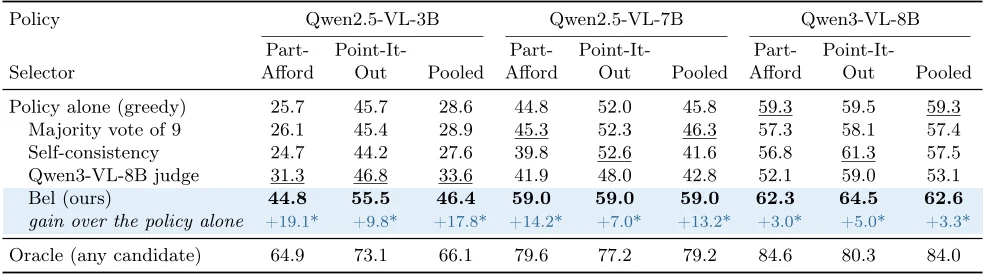 Policy Qwen2.5-VL-3B Qwen2.5-VL-7B Qwen3-VL-8B
Part- Point-It- Part- Point-It- Part- Point-It-
Selector Afford Out Pooled Afford Out Pooled Afford Out Pooled
Policy alone (greedy) 25.7 45.7 28.6 44.8 52.0 45.8 59.3 59.5 59.3
Majority vote of 9 26.1 45.4 28.9 45.3 52.3 46.3 57.3 58.1 57.4
Self-consistency 24.7 44.2 27.6 39.8 52.6 41.6 56.8 61.3 57.5
Qwen3-VL-8B judge 31.3 46.8 33.6 41.9 48.0 42.8 52.1 59.0 53.1
Bel (ours) 44.8 55.5 46.4 59.0 59.0 59.0 62.3 64.5 62.6
gain over the policy alone +19.1* +9.8* +17.8* +14.2* +7.0* +13.2* +3.0* +5.0* +3.3*
Oracle (any candidate) 64.9 73.1 66.1 79.6 77.2 79.2 84.6 80.3 84.0